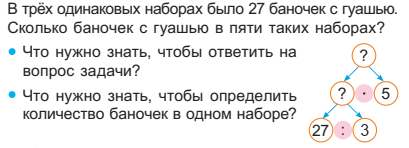 В трёх одинаковых наборах было 27 баночек с гуашью.
Сколько баночек с гуашью в пяти таких наборах?
• Что нужно знать, чтобы ответить на
вопрос задачи?
• Что нужно знать, чтобы определить
количество баночек в одном наборе?
?
? · 5
27 : 3